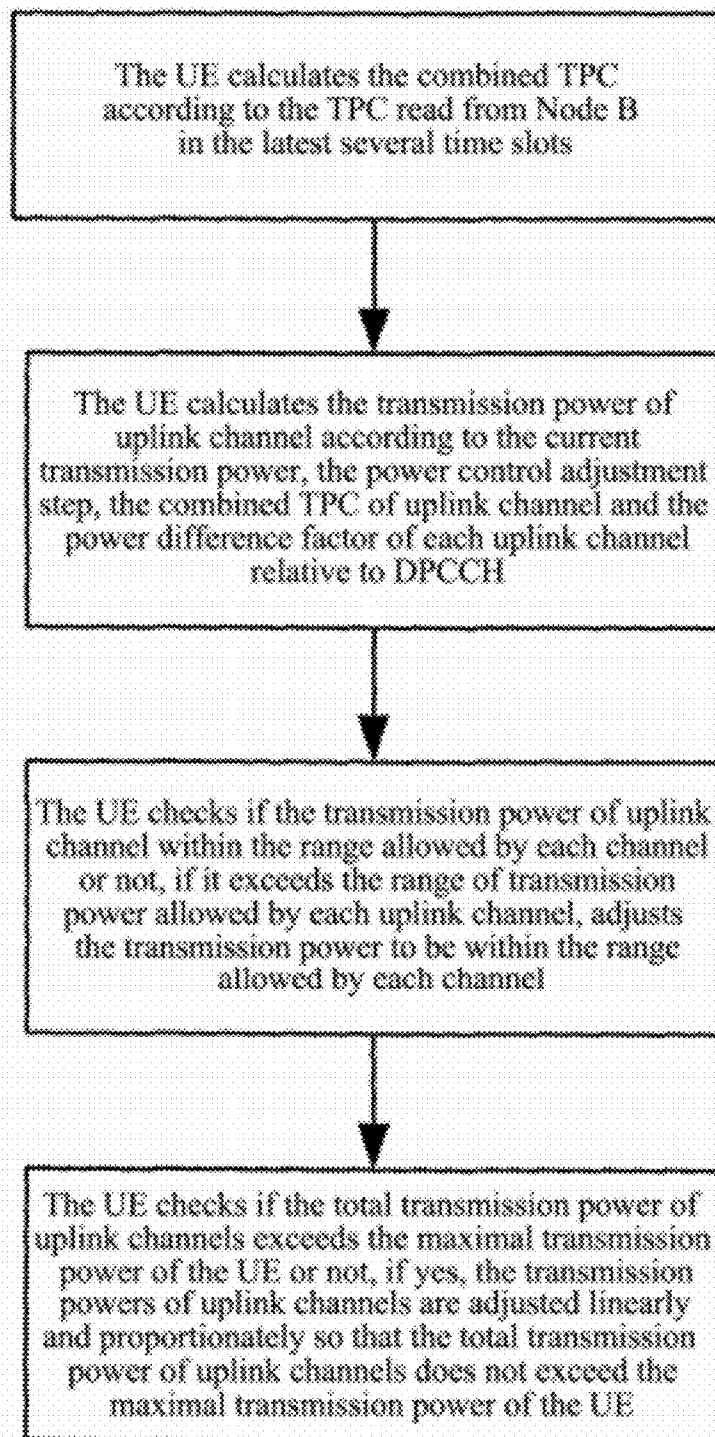 The UE calculates the combined TPC
according to the TPC read from Node B
in the latest several time slots
The UE calculates the transmission power of
uplink channel according to the current
transmission power, the power control adjustment
step, the combined TPC of uplink channel and the
power difference factor of each uplink channel
relative to DPCCH
The UE checks if the transmission power of uplink
channel within the range allowed by each channel
or not, if it exceeds the range of transmission
power allowed by each uplink channel, adjusts
the transmission power to be within the range
allowed by each channel
The UE checks if the total transmission power of
uplink channels exceeds the maximal transmission
power of the UE or not, if yes, the transmission
powers of uplink channels are adjusted linearly
and proportionately so that the total transmission
power of uplink channels does not exceed the
maximal transmission power of the UE